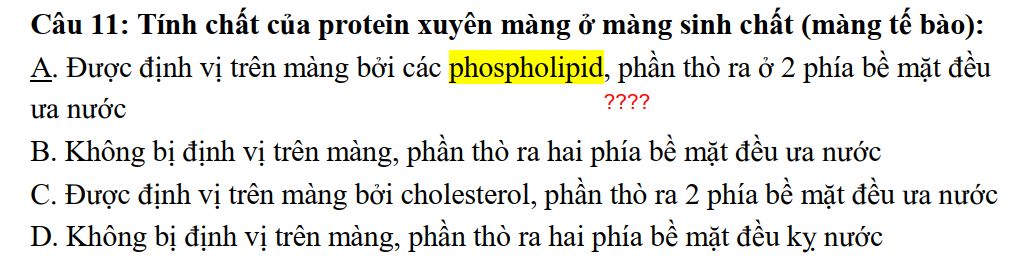 Câu 11: Tính chất của protein xuyên màng ở màng sinh chất (màng tế bào):
A. Được định vị trên màng bởi các phospholipid, phần thò ra ở 2 phía bề mặt đều
ưa nước
????
B. Không bị định vị trên màng, phần thò ra hai phía bề mặt đều ưa nước
C. Được định vị trên màng bởi cholesterol, phần thò ra 2 phía bề mặt đều ưa nước
D. Không bị định vị trên màng, phần thò ra hai phía bề mặt đều kỵ nước